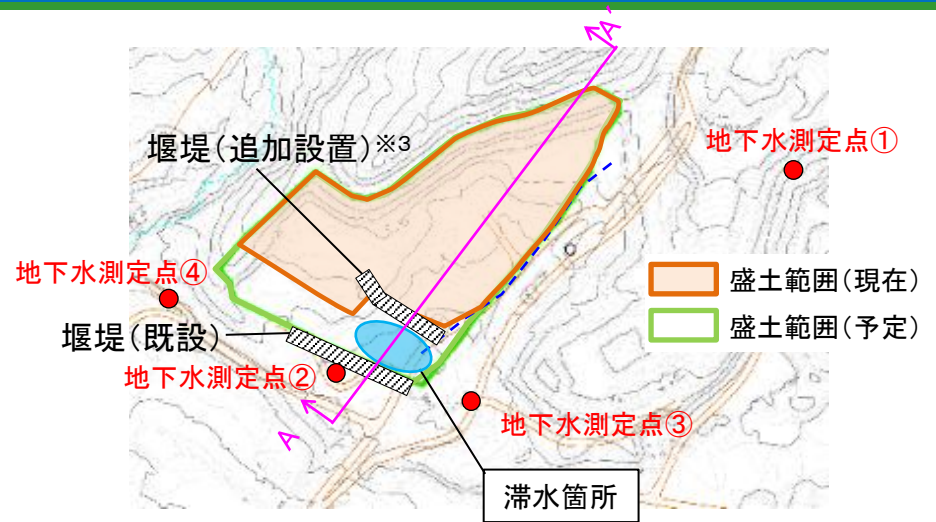 A’
堰堤(追加設置)※3
地下水測定点①
地下水測定点④
盛土範囲(現在)
堰堤(既設)
盛土範囲(予定)
地下水測定点②
地下水測定点③
A
滞水箇所